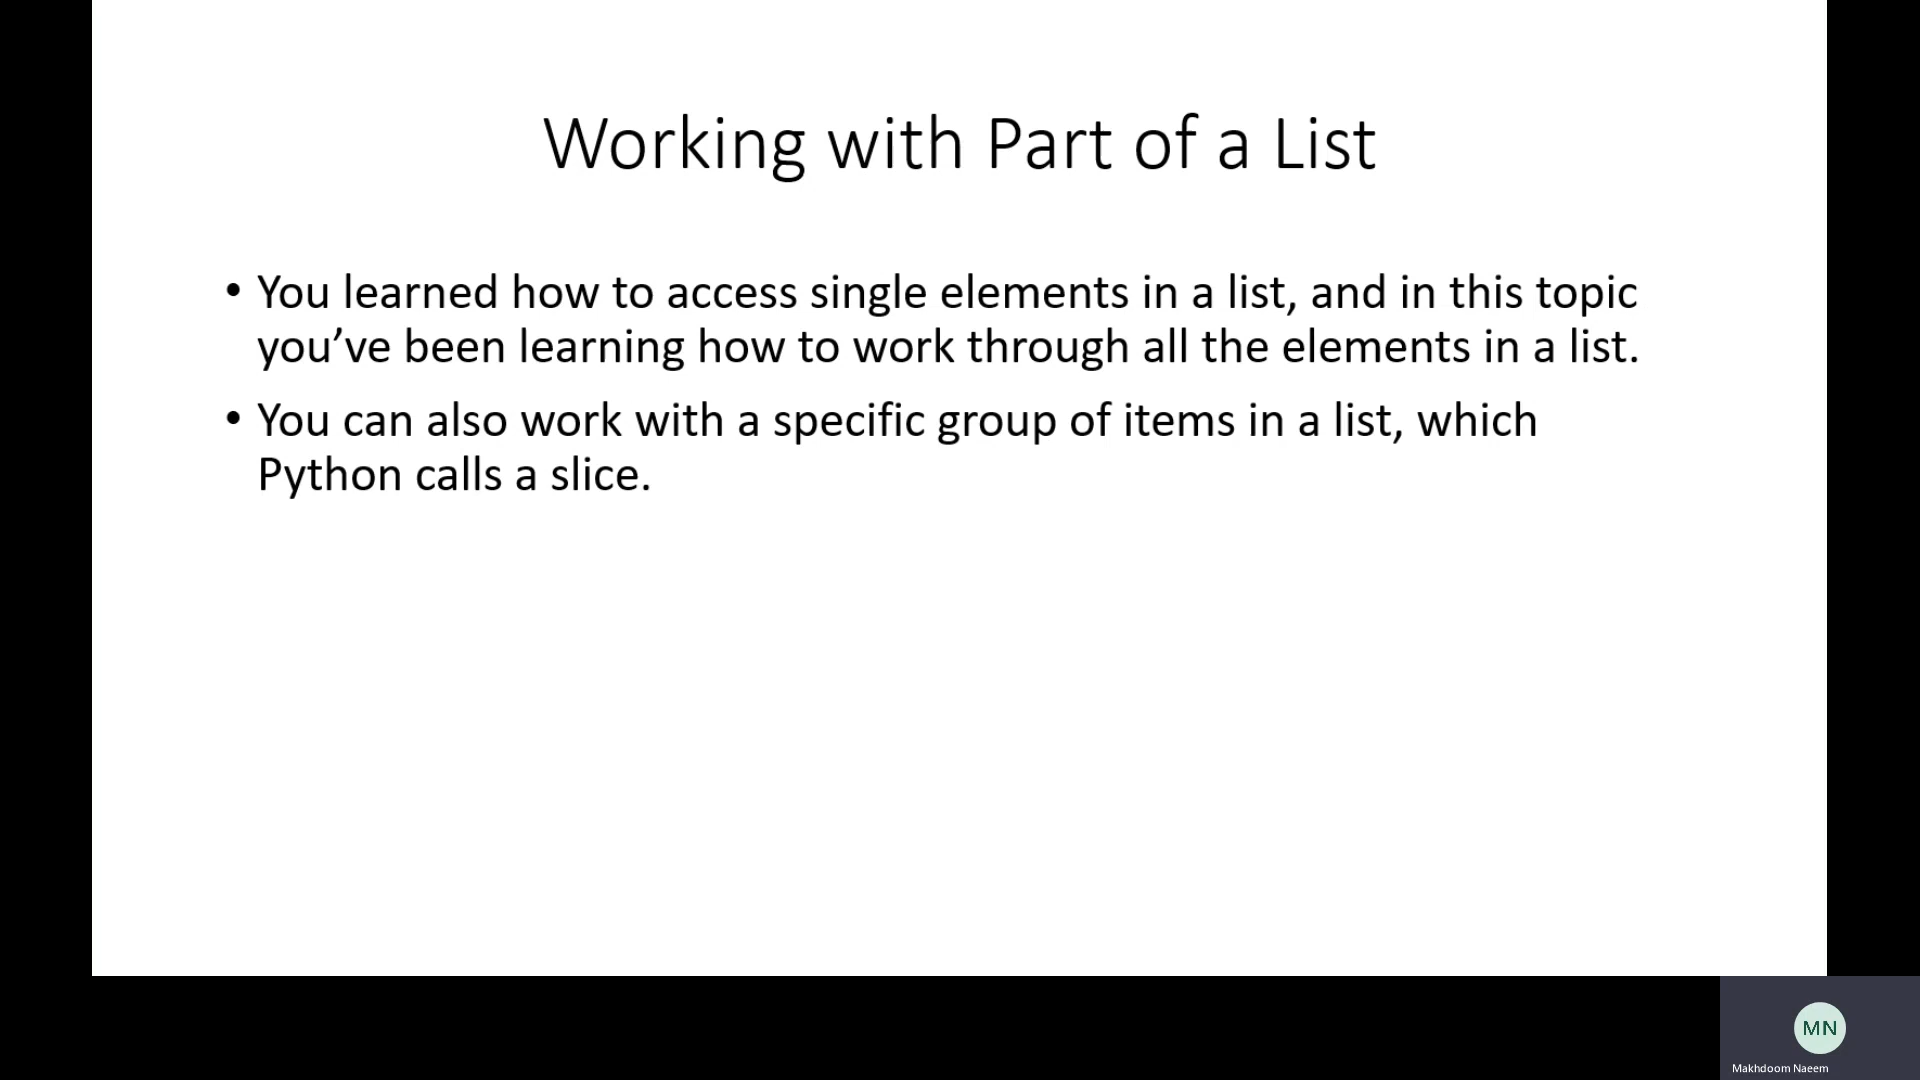 Working with Part of a List
• You learned how to access single elements in a list, and in this topic
you’ve been learning how to work through all the elements in a list.
• You can also work with a specific group of items in a list, which
Python calls a slice.
MN
Makhdoom Naeem